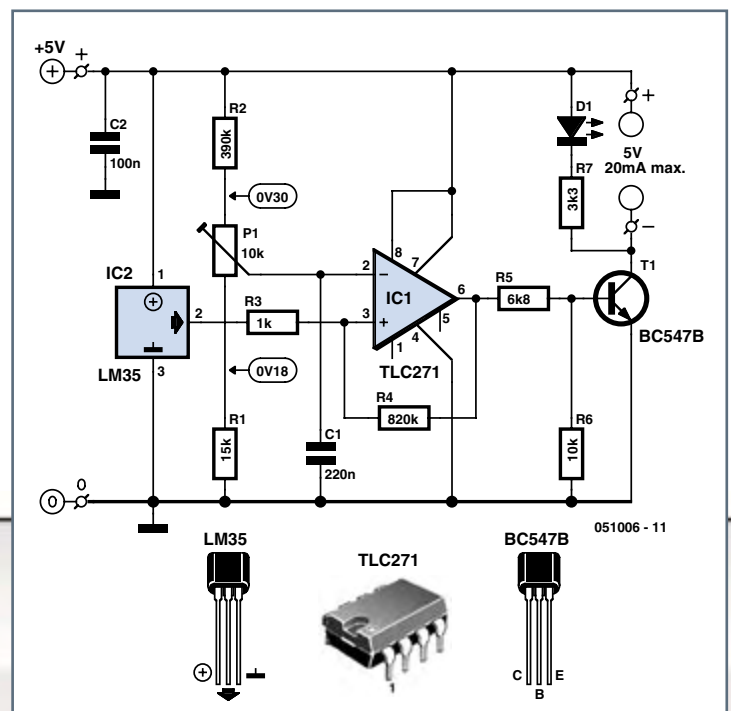 +5V
+
C2
100n
R2
390k
0V30
P1
10k
IC2
1
2
3
LM35
R3
1k
0V18
R1
15k
C1
220n
2
3
8
7
−
+
IC1
6
5
4
1
TLC271
R4
820k
R5
6k8
R6
10k
D1
R7
3k3
+
5V
20mA max.
−
T1
BC547B
0
0
051006 - 11
LM35
TLC271
1
BC547B
C
B
E